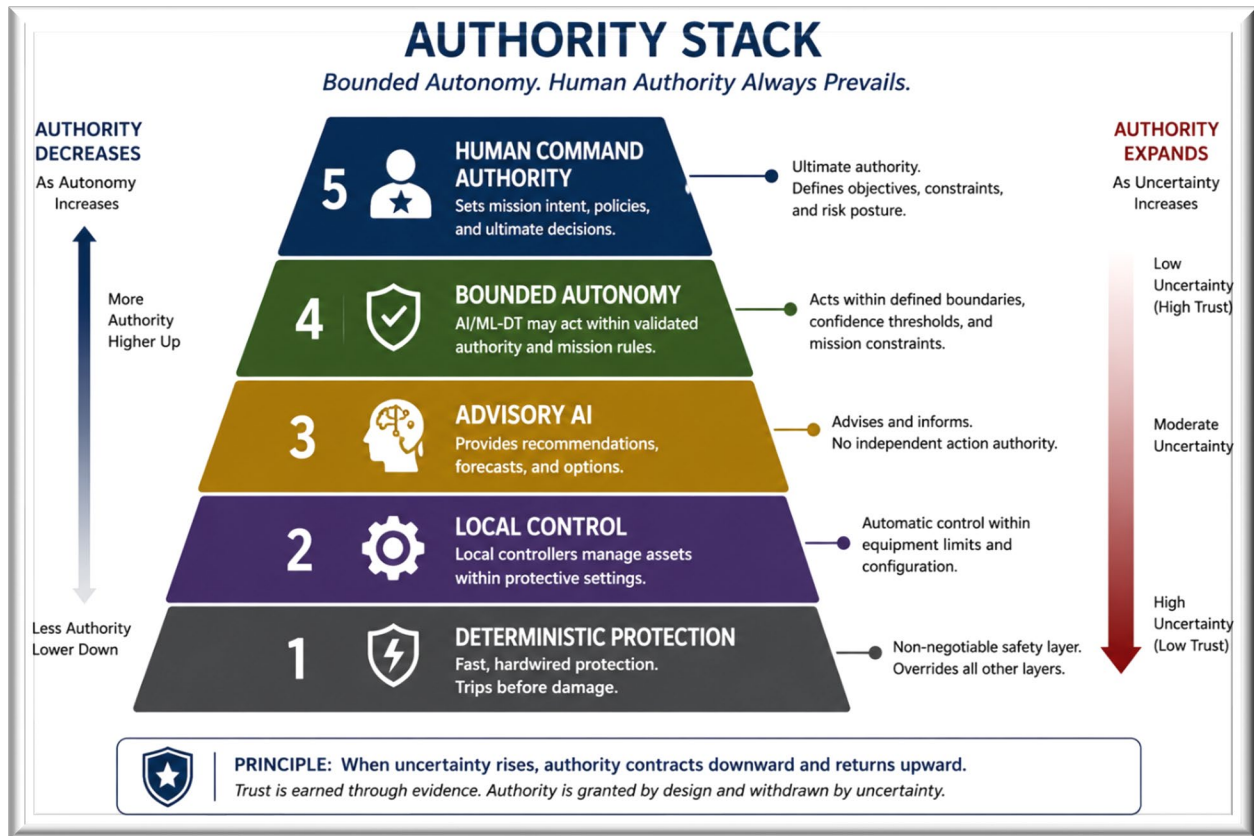 AUTHORITY STACK
Bounded Autonomy. Human Authority Always Prevails.
AUTHORITY
DECREASES
As Autonomy
Increases
More
Authority
Higher Up
Less Authority
Lower Down
5
HUMAN COMMAND
AUTHORITY
Sets mission intent, policies,
and ultimate decisions.
Ultimate authority.
Defines objectives, constraints,
and risk posture.
4
BOUNDED AUTONOMY
AI/ML-DT may act within validated
authority and mission rules.
Acts within defined boundaries,
confidence thresholds, and
mission constraints.
3
ADVISORY AI
Provides recommendations,
forecasts, and options.
Advises and informs.
No independent action authority.
2
LOCAL CONTROL
Local controllers manage assets
within protective settings.
Automatic control within
equipment limits and
configuration.
1
DETERMINISTIC PROTECTION
Fast, hardwired protection.
Trips before damage.
Non-negotiable safety layer.
Overrides all other layers.
AUTHORITY
EXPANDS
As Uncertainty
Increases
Low
Uncertainty
(High Trust)
Moderate
Uncertainty
High
Uncertainty
(Low Trust)
PRINCIPLE: When uncertainty rises, authority contracts downward and returns upward.
Trust is earned through evidence. Authority is granted by design and withdrawn by uncertainty.